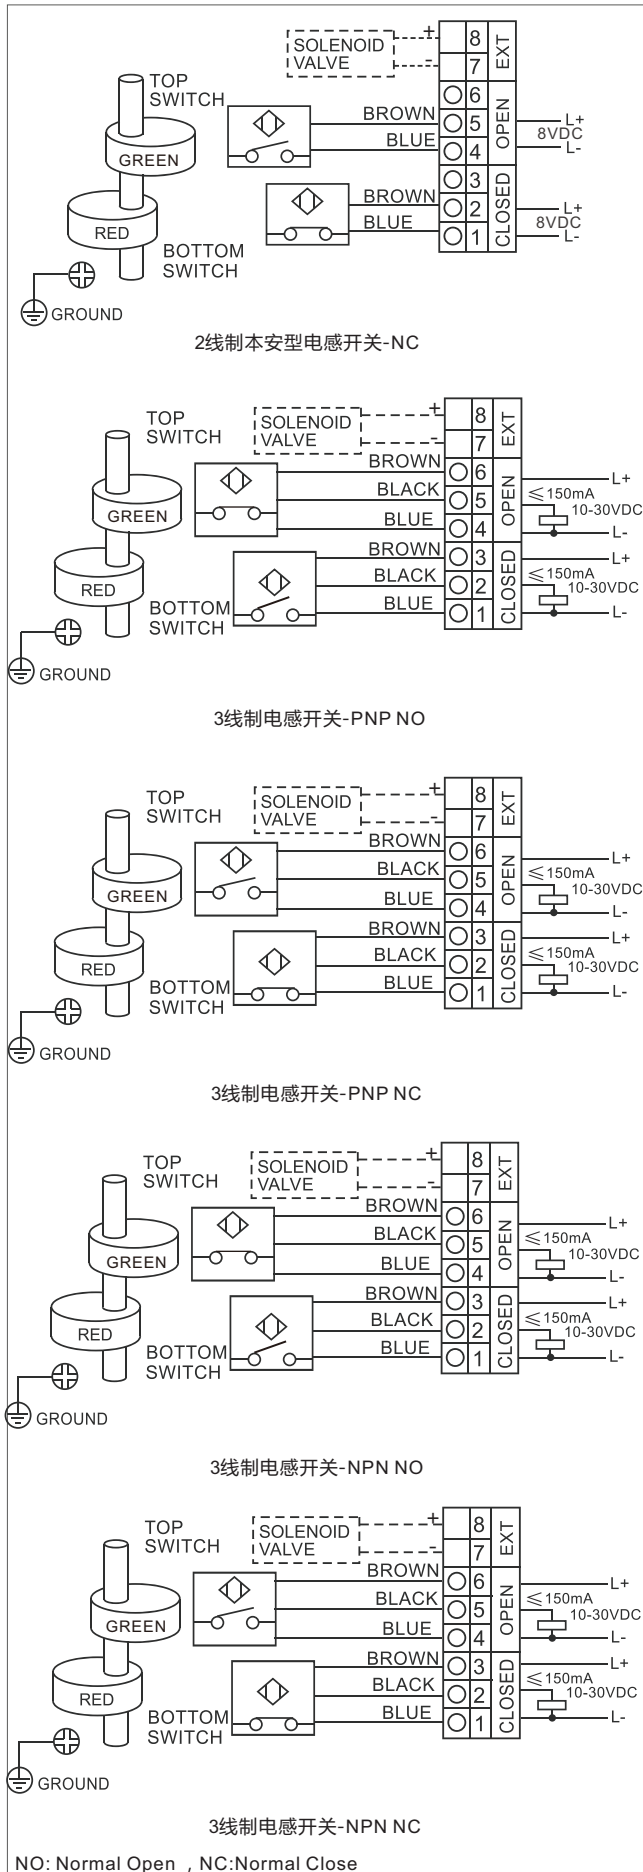 SOLENOID
VALVE
+
-
8
7
EXT
TOP
SWITCH
GREEN
RED
BOTTOM
SWITCH
GROUND
BROWN
BLUE
BROWN
BLUE
6
5
4
3
2
1
OPEN
CLOSED
L+
8VDC
L-
L+
8VDC
L-
2线制本安型电感开关-NC
TOP
SWITCH
SOLENOID
VALVE
+
-
8
7
EXT
GREEN
RED
BOTTOM
SWITCH
GROUND
BROWN
BLACK
BLUE
BROWN
BLACK
BLUE
6
5
4
3
2
1
OPEN
CLOSED
L+
≤150mA
10-30VDC
L-
L+
≤150mA
10-30VDC
L-
3线制电感开关-PNP NO
TOP
SWITCH
SOLENOID
VALVE
+
-
8
7
EXT
GREEN
RED
BOTTOM
SWITCH
GROUND
BROWN
BLACK
BLUE
BROWN
BLACK
BLUE
6
5
4
3
2
1
OPEN
CLOSED
L+
≤150mA
10-30VDC
L-
L+
≤150mA
10-30VDC
L-
3线制电感开关-PNP NC
TOP
SWITCH
SOLENOID
VALVE
+
-
8
7
EXT
GREEN
RED
BOTTOM
SWITCH
GROUND
BROWN
BLACK
BLUE
BROWN
BLACK
BLUE
6
5
4
3
2
1
OPEN
CLOSED
L+
≤150mA
10-30VDC
L-
L+
≤150mA
10-30VDC
L-
3线制电感开关-NPN NO
TOP
SWITCH
SOLENOID
VALVE
+
-
8
7
EXT
GREEN
RED
BOTTOM
SWITCH
GROUND
BROWN
BLACK
BLUE
BROWN
BLACK
BLUE
6
5
4
3
2
1
OPEN
CLOSED
L+
≤150mA
10-30VDC
L-
L+
≤150mA
10-30VDC
L-
3线制电感开关-NPN NC
NO: Normal Open , NC:Normal Close